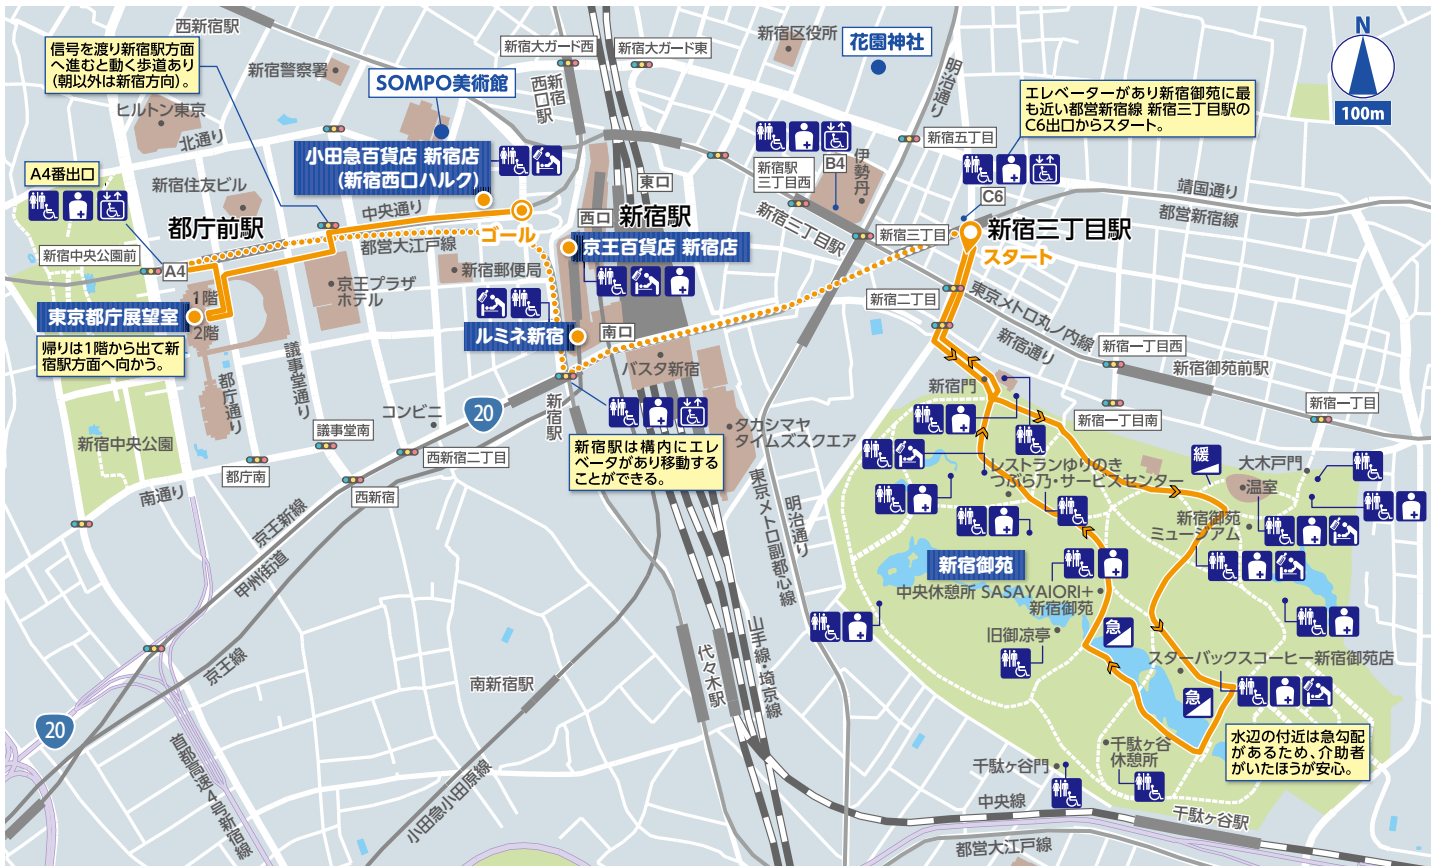 西新宿駅
信号を渡り新宿駅方面
へ進むと動く歩道あり
(朝以外は新宿方向)。
新宿警察署
SOMPO美術館
新宿大ガード西
新宿大ガード東
新宿区役所
花園神社
明治通り
N
100m
エレベーターがあり新宿御苑に最
も近い都営新宿線 新宿三丁目駅の
C6出口からスタート。
ヒルトン東京
北通り
西口駅
新宿
小田急百貨店 新宿店
(新宿西口ハルク)
新宿駅
三丁目西
B4
伊勢丹
新宿五丁目
A4番出口
新宿住友ビル
都庁前駅
中央通り
ゴール
東口
西口
新宿駅
新宿三丁目駅
新宿三丁目
C6
新宿三丁目駅
スタート
靖国通り
都営新宿線
新宿中央公園前
A4
都営大江戸線
新宿郵便局
京王百貨店 新宿店
京王プラザ
ホテル
1階
東京都庁展望室
2階
帰りは1階から出て新
宿駅方面へ向かう。
ルミネ新宿
南口
バスタ新宿
新宿二丁目
東京メトロ丸ノ内線
新宿通り
新宿一丁目西
新宿御苑前駅
新宿一丁目
新宿一丁目南
都庁通り
議事堂通り
コンビニ
20
新宿駅
新宿門
新宿中央公園
議事堂南
都庁南
西新宿二丁目
西新宿
南通り
新宿駅は構内にエレ
ベータがあり移動する
ことができる。
タカシマヤ
タイムズスクエア
東京メトロ副都心線
明治通り
レストランゆりのき
つぶら乃・サービスセンター
緩
大木戸門
温室
新宿御苑
ミュージアム
京王新線
甲州街道
新宿御苑
中央休憩所 SASAYAIORI+
新宿御苑
旧御凉亭
急
スターバックスコーヒー新宿御苑店
急
水辺の付近は急勾配
があるため、介助者
がいたほうが安心。
京王線
20
首都高速4号新宿線
南新宿駅
小田急小田原線
代々木駅
山手線・埼京線
千駄ヶ谷
休憩所
千駄ヶ谷門
中央線
千駄ヶ谷駅
都営大江戸線